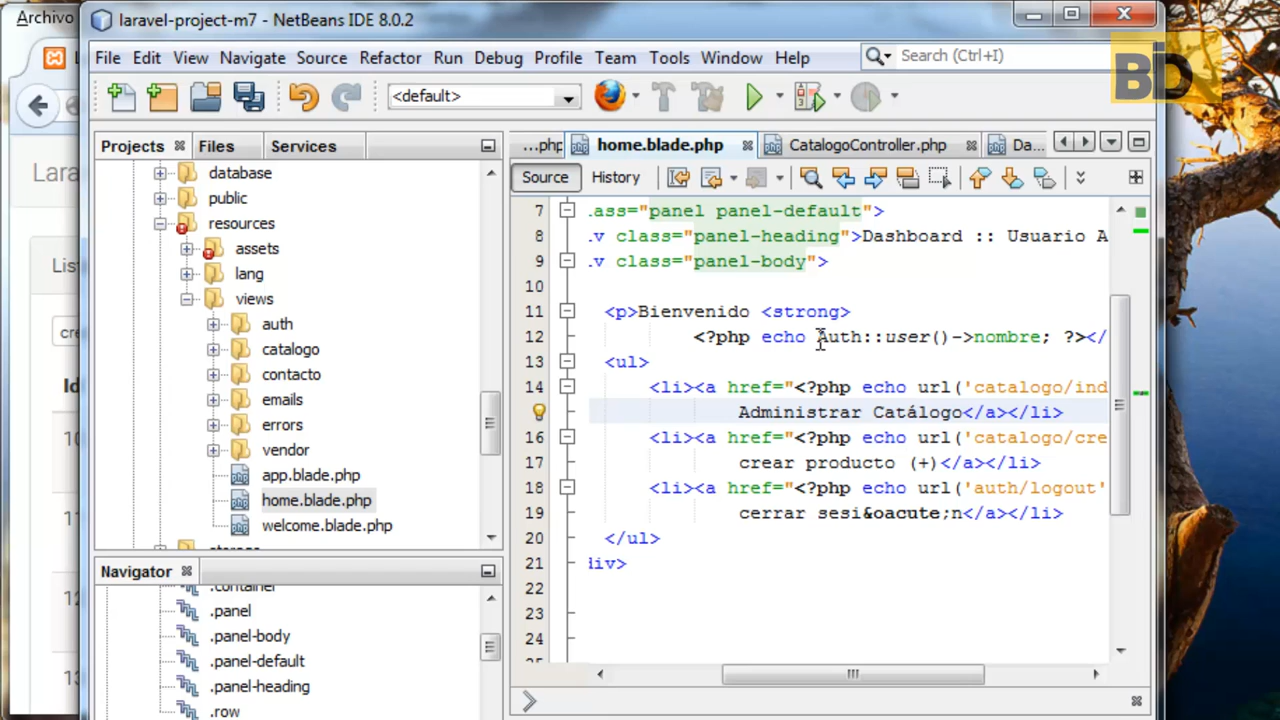 Archivo
laravel-project-m7 - NetBeans IDE 8.0.2
File Edit View Navigate Source Refactor Run Debug Profile Team Tools Window Help
Search (Ctrl+I)
BD
<default>
Projects Files Services
...php home.blade.php CatalogoController.php Da...
Source History
database
public
resources
assets
lang
views
auth
catalogo
contacto
emails
errors
vendor
app.blade.php
home.blade.php
welcome.blade.php
Navigator
.container
.panel
.panel-body
.panel-default
.panel-heading
.row
7 .ass="panel panel-default">
8 .v class="panel-heading">Dashboard :: Usuario A
9 .v class="panel-body">
10
11 <p>Bienvenido <strong>
12 <?php echo Auth::user()->nombre; ?></
13 <ul>
14 <li><a href="<?php echo url('catalogo/ind
Administrar Catálogo</a></li>
16 <li><a href="<?php echo url('catalogo/cre
17 crear producto (+)</a></li>
18 <li><a href="<?php echo url('auth/logout'
19 cerrar sesi&oacute;n</a></li>
20 </ul>
21 div>
22
23
24
Lara
List
cre
Id